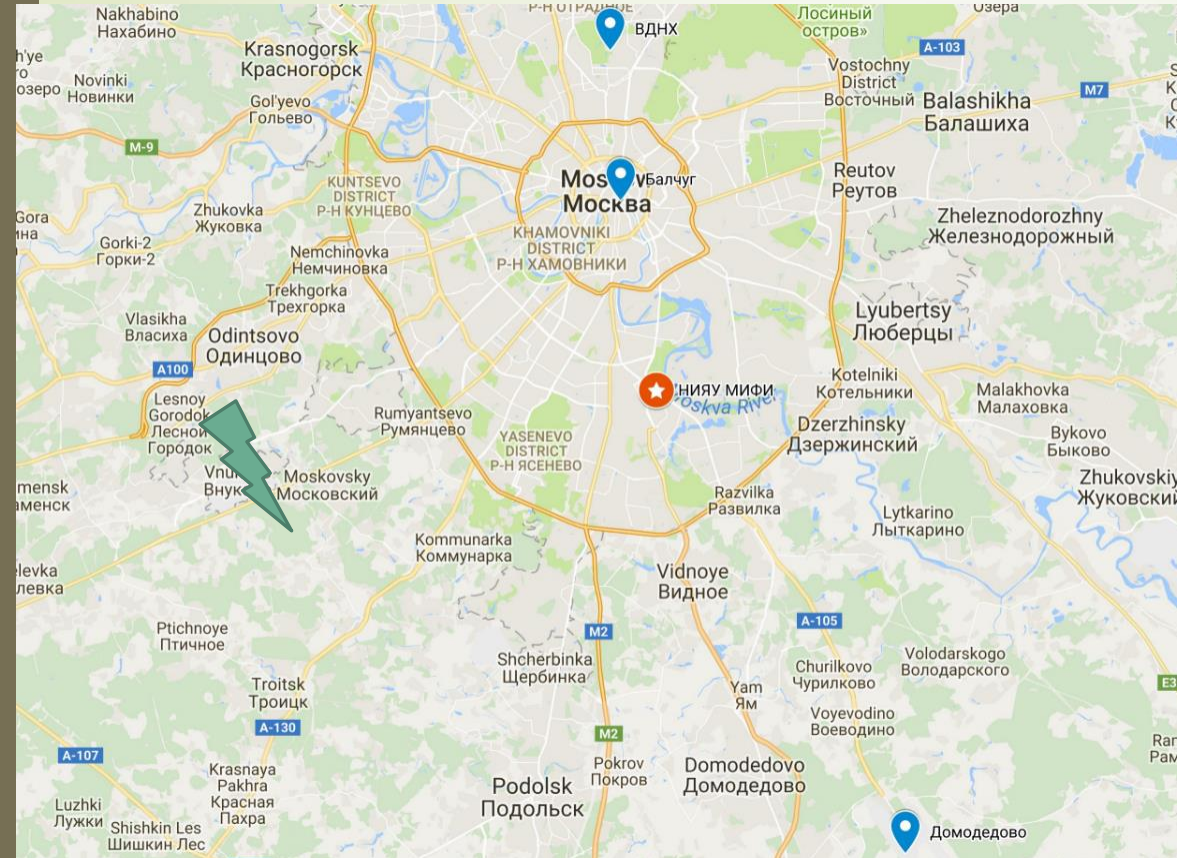 Nakhabino
Нахабино
Р-Н ОТРАДНОЕ
ВДНХ
Лосиный
остров»
Озера
Krasnogorsk
Красногорск
A-103
Novinki
Новинки
Vostochny
District
Восточный
M7
Gol'yevo
Гольево
Balashikha
Балашиха
M-9
KUNTSEVO
DISTRICT
Р-Н КУНЦЕВО
Балчуг
Москва
Reutov
Реутов
Zhukovka
Жуковка
KHAMOVNIKI
DISTRICT
Р-Н ХАМОВНИКИ
Zheleznodorozhny
Железнодорожный
Gorki-2
Горки-2
Nemchinovka
Немчиновка
Trekhgorka
Трехгорка
Vlasikha
Власиха
Odintsovo
Одинцово
Lyubertsy
Люберцы
A100
НИЯУ МИФИ
Moskva River
Kotelniki
Котельники
Malakhovka
Малаховка
Lesnoy
Gorodok
Лесной
Городок
Rumyantsevo
Румянцево
YASENEVO
DISTRICT
Р-Н ЯСЕНЕВО
Dzerzhinsky
Дзержинский
Bykovo
Быково
Moskovsky
Московский
Zhukovskiy
Жуковский
Razvilka
Развилка
Lytkarino
Лыткарино
Kommunarka
Коммунарка
Vidnoye
Видное
Ptichnoye
Птичное
M2
A-105
Shcherbinka
Щербинка
Churilkovo
Чурилково
Volodarskogo
Володарского
Troitsk
Троицк
Yam
Ям
E3
A-130
Voyevodino
Воеводино
M2
A-107
Krasnaya
Pakhra
Красная
Пахра
Pokrov
Покров
Domodedovo
Домодедово
Podolsk
Подольск
Luzhki
Лужки
Shishkin Les
Шишкин Лес
Домодедово